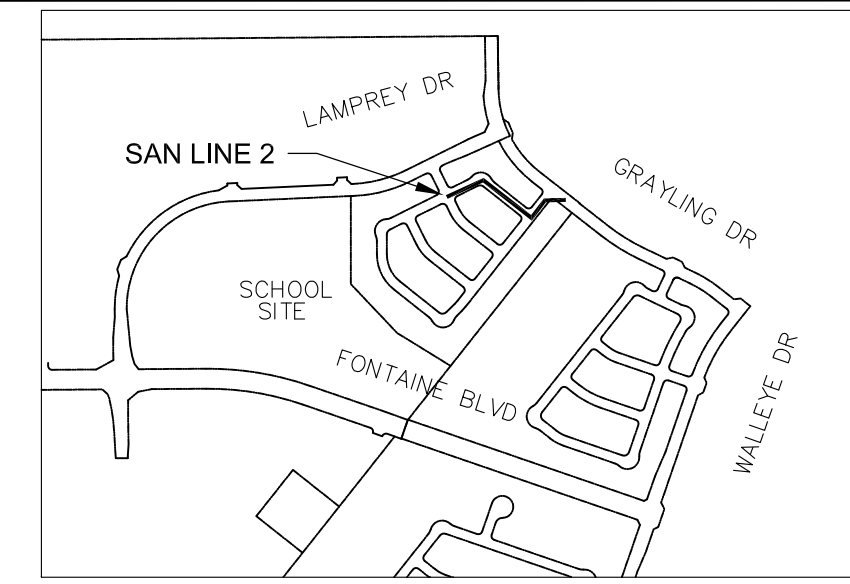 LAMPREY DR
SAN LINE 2
GRAYLING DR
SCHOOL
SITE
FONTAINE BLVD
WALLEYE DR